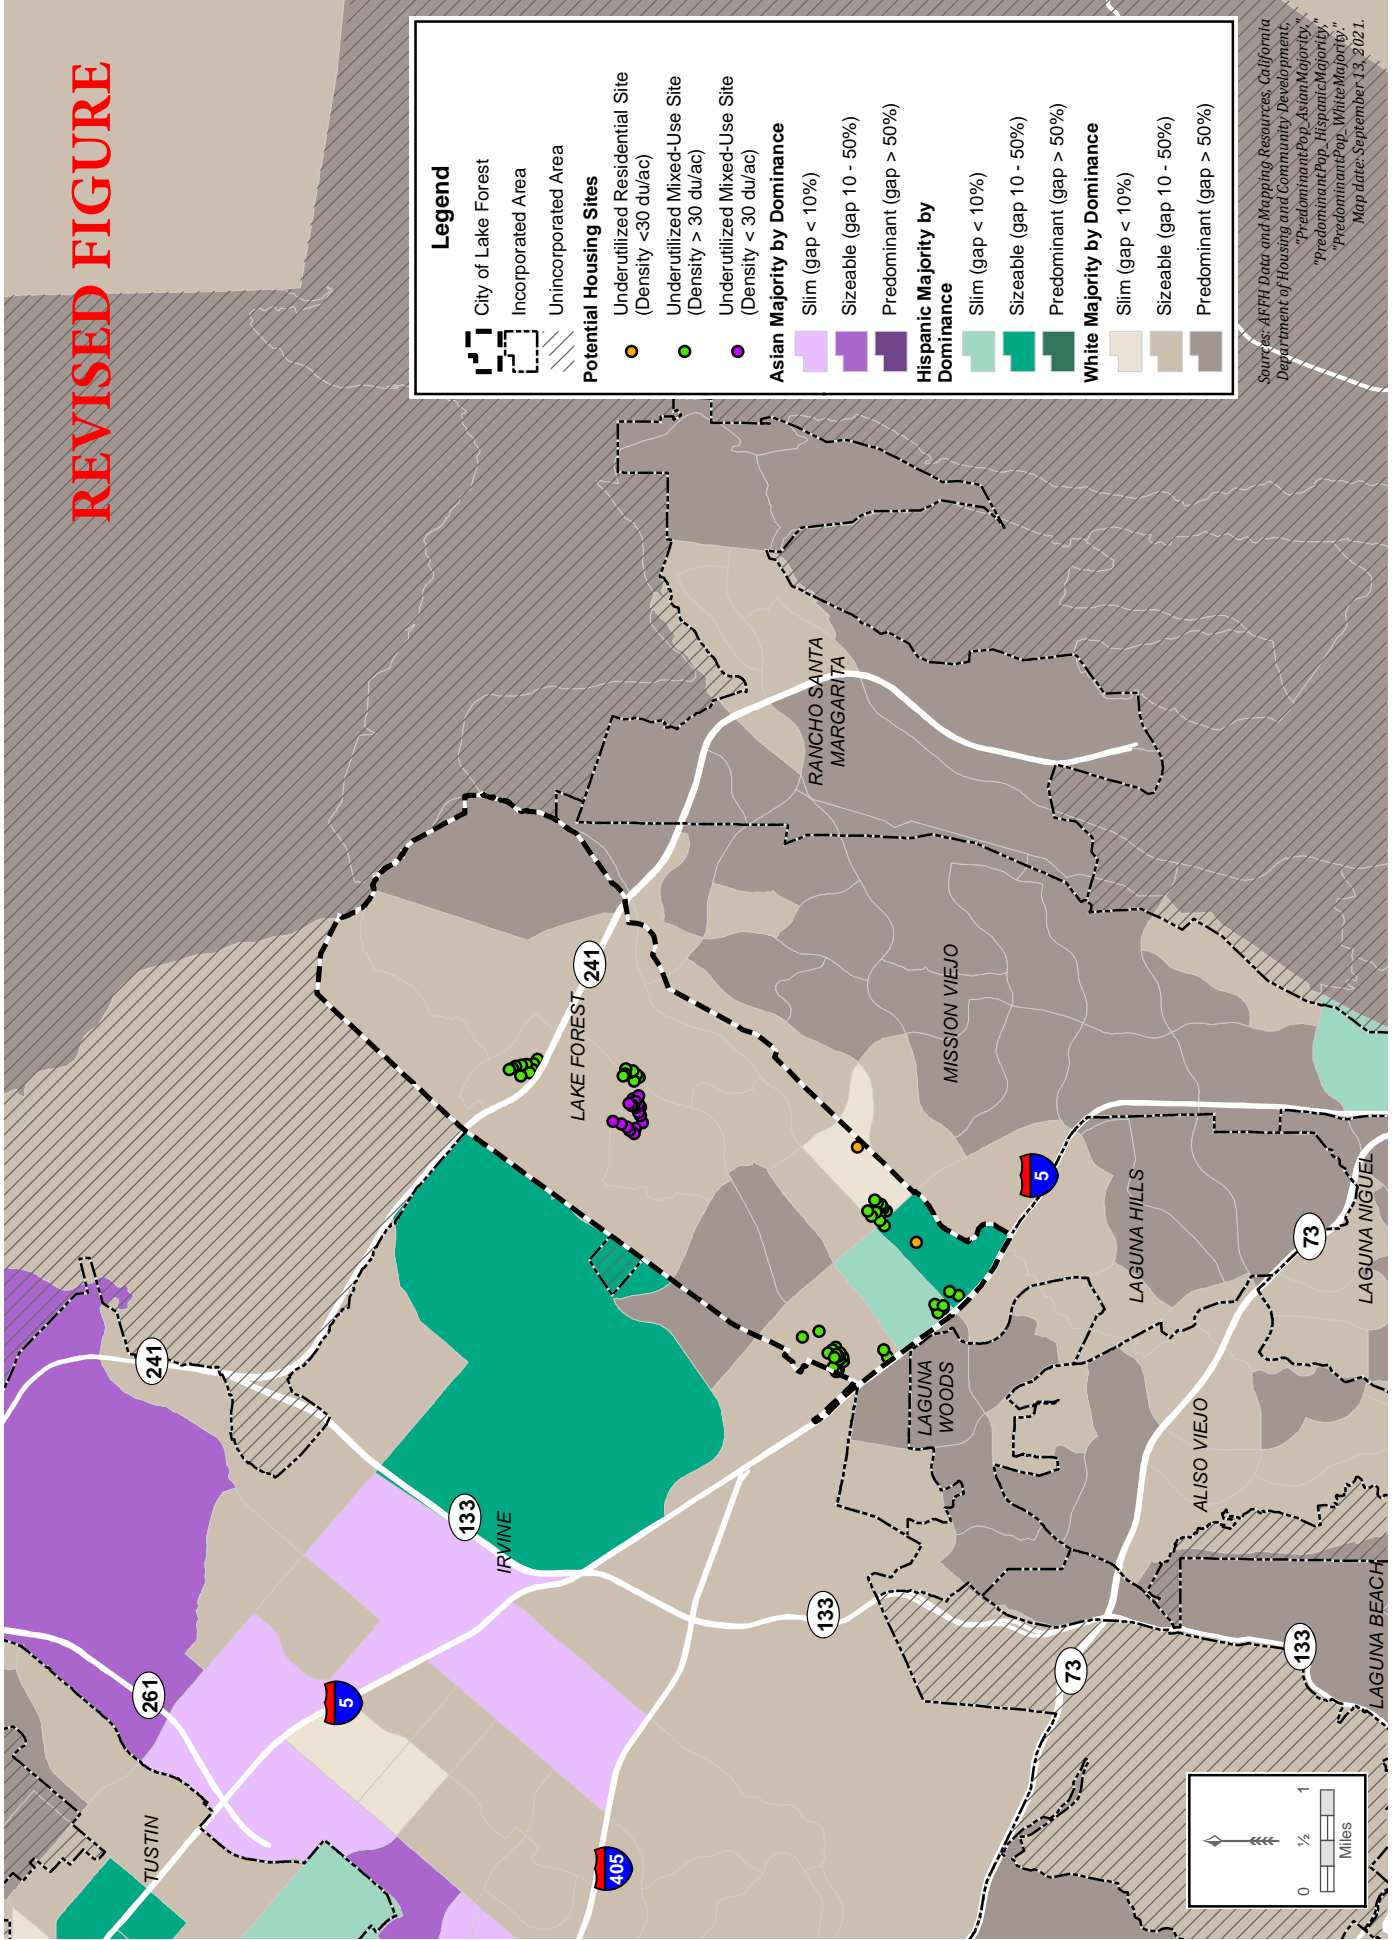 REVISED FIGURE
Legend
City of Lake Forest
Incorporated Area
Unincorporated Area
Potential Housing Sites
Underutilized Residential Site
(Density <30 du/ac)
Underutilized Mixed-Use Site
(Density > 30 du/ac)
Underutilized Mixed-Use Site
(Density < 30 du/ac)
Asian Majority by Dominance
Slim (gap < 10%)
Sizeable (gap 10 - 50%)
Predominant (gap > 50%)
Hispanic Majority by
Dominance
Slim (gap < 10%)
Sizeable (gap 10 - 50%)
Predominant (gap > 50%)
White Majority by Dominance
Slim (gap < 10%)
Sizeable (gap 10 - 50%)
Predominant (gap > 50%)
Sources: AFFH Data and Mapping Resources, California
Department of Housing and Community Development,
"PredominantPop_AsianMajority,"
"PredominantPop_HispanicMajority,"
"PredominantPop_WhiteMajority."
Map date: September 13, 2021.
TUSTIN
261
241
5
133
IRVINE
405
241
LAKE FOREST
RANCHO SANTA
MARGARITA
133
LAGUNA
WOODS
MISSION VIEJO
5
73
LAGUNA HILLS
ALISO VIEJO
73
133
LAGUNA NIGUEL
LAGUNA BEACH
0
½
1
Miles